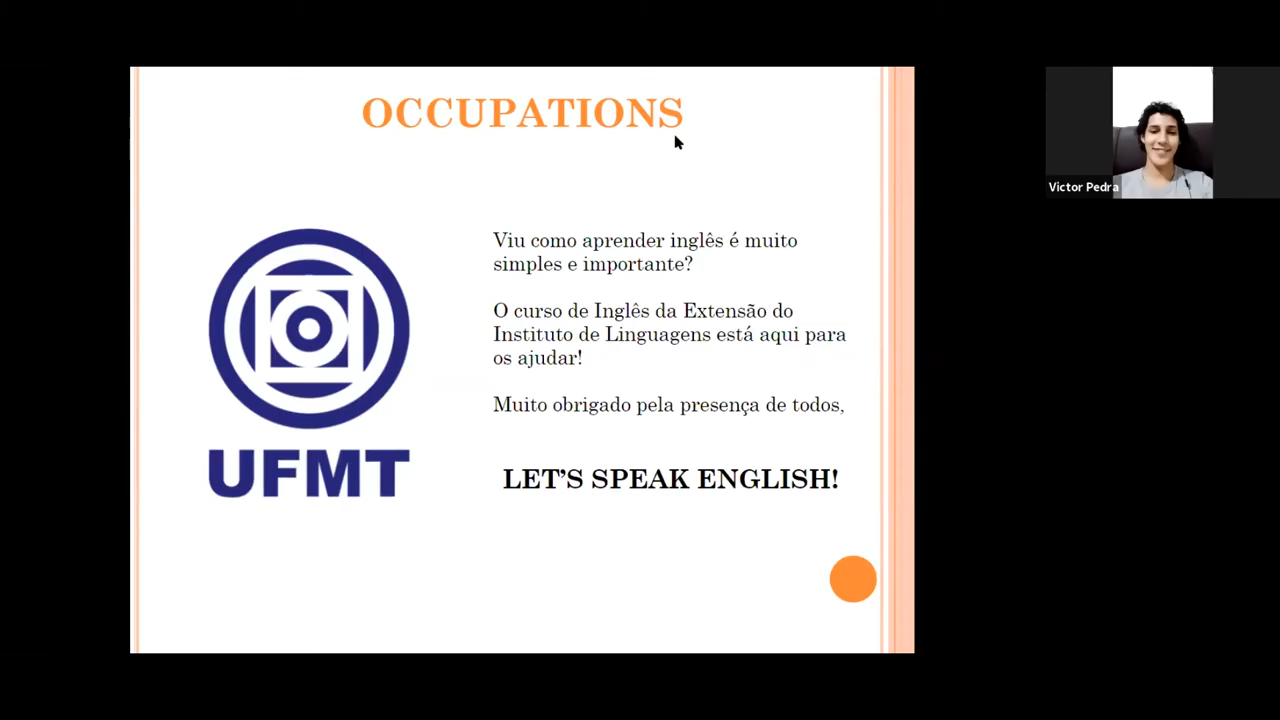 OCCUPATIONS
Victor Pedra
Viu como aprender inglês é muito
simples e importante?
O curso de Inglês da Extensão do
Instituto de Linguagens está aqui para
os ajudar!
Muito obrigado pela presença de todos,
UFMT
LET'S SPEAK ENGLISH!